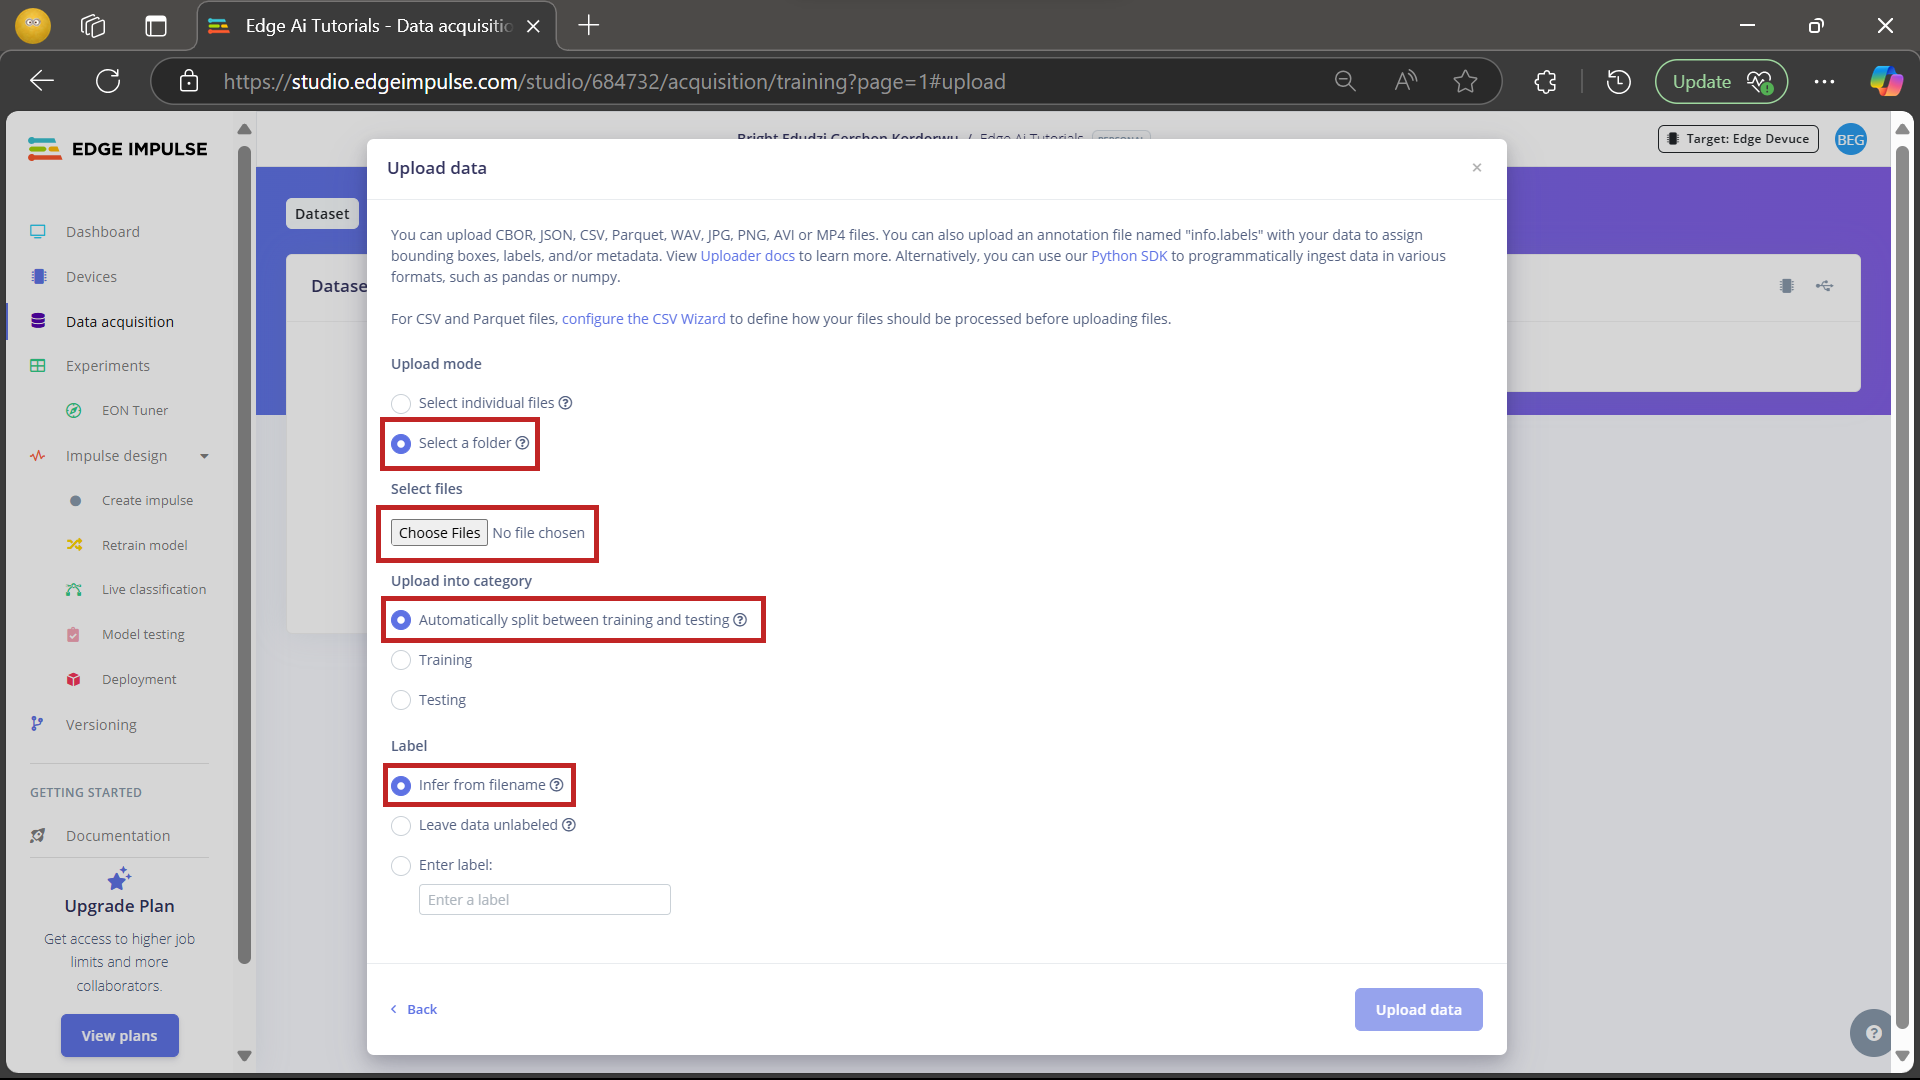 Edge Ai Tutorials - Data acquisitio
https://studio.edgeimpulse.com/studio/684732/acquisition/training?page=1#upload
Update
EDGE IMPULSE
Dashboard
Devices
Data acquisition
Experiments
EON Tuner
Impulse design
Create impulse
Retrain model
Live classification
Model testing
Deployment
Versioning
GETTING STARTED
Documentation
Upgrade Plan
Get access to higher job
limits and more
collaborators.
View plans
Bright Edudzi Gershon Kordorwu / Edge Ai Tutorials PERSONAL
Target: Edge Devuce
BEG
Dataset
Datase
Upload data
You can upload CBOR, JSON, CSV, Parquet, WAV, JPG, PNG, AVI or MP4 files. You can also upload an annotation file named "info.labels" with your data to assign
bounding boxes, labels, and/or metadata. View Uploader docs to learn more. Alternatively, you can use our Python SDK to programmatically ingest data in various
formats, such as pandas or numpy.
For CSV and Parquet files, configure the CSV Wizard to define how your files should be processed before uploading files.
Upload mode
Select individual files
Select a folder
Select files
Choose Files No file chosen
Upload into category
Automatically split between training and testing
Training
Testing
Label
Infer from filename
Leave data unlabeled
Enter label:
Enter a label
Back
Upload data